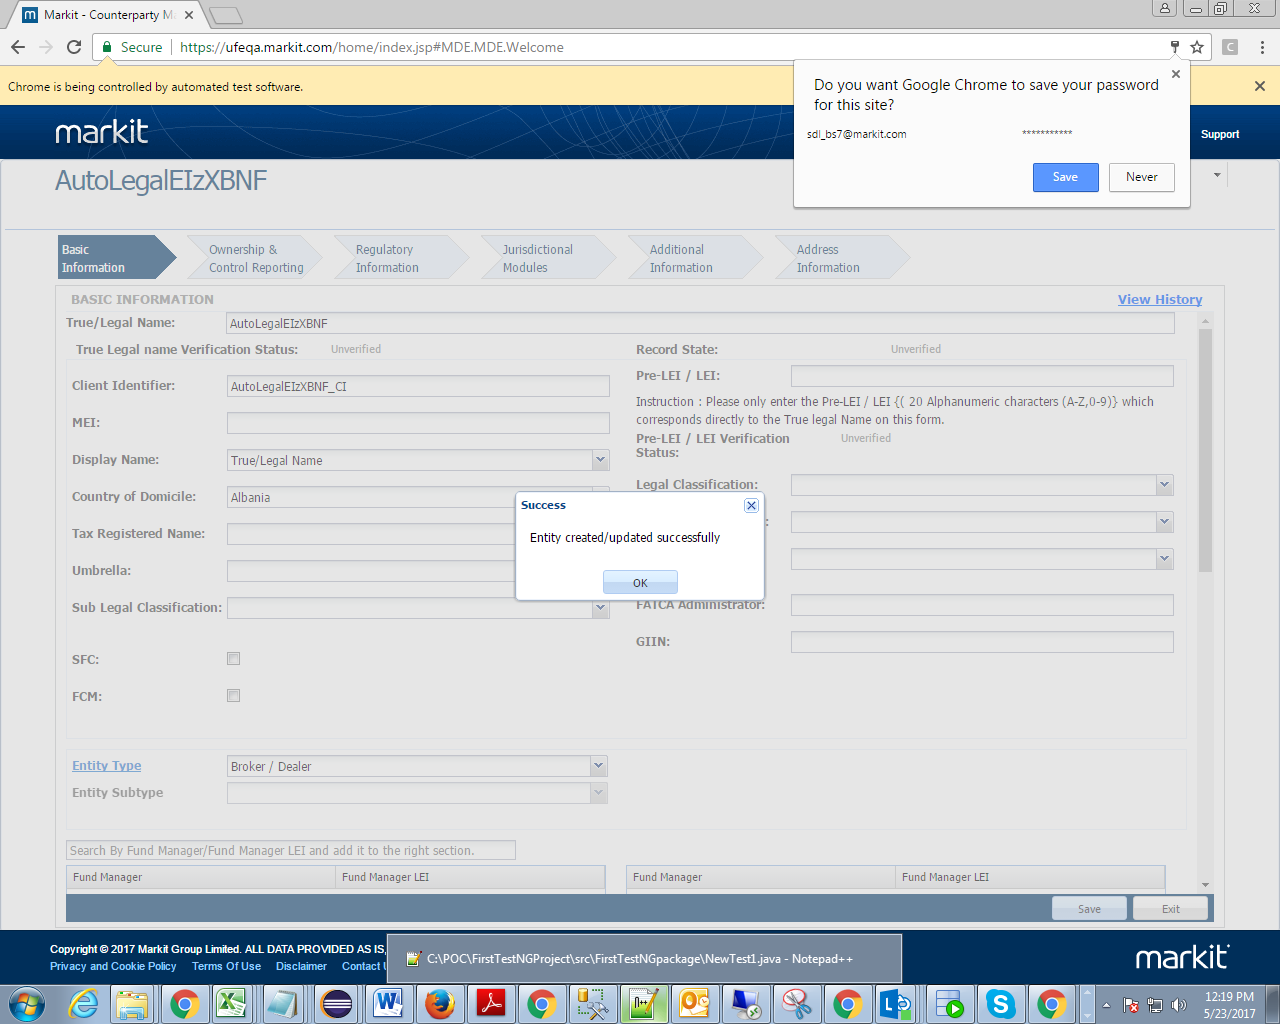 Markit - Counterparty M
Secure
https://ufeqa.markit.com/home/index.jsp#MDE.MDE.Welcome
C
Chrome is being controlled by automated test software.
Do you want Google Chrome to save your password
for this site?
sdl_bs7@markit.com
***********
Save
Never
markit
Support
AutoLegalEIzXBNF
Basic
Information
Ownership &
Control Reporting
Regulatory
Information
Jurisdictional
Modules
Additional
Information
Address
Information
BASIC INFORMATION
View History
True/Legal Name:
AutoLegalEIzXBNF
True Legal name Verification Status:
Unverified
Record State:
Unverified
Client Identifier:
AutoLegalEIzXBNF_CI
Pre-LEI / LEI:
Instruction : Please only enter the Pre-LEI / LEI {( 20 Alphanumeric characters (A-Z,0-9)} which
corresponds directly to the True legal Name on this form.
MEI:
Pre-LEI / LEI Verification
Status:
Unverified
Display Name:
True/Legal Name
Legal Classification:
Country of Domicile:
Albania
Success
Entity created/updated successfully
OK
:
Tax Registered Name:
Umbrella:
Sub Legal Classification:
FATCA Administrator:
GIIN:
SFC:
FCM:
Entity Type
Broker / Dealer
Entity Subtype
Search By Fund Manager/Fund Manager LEI and add it to the right section.
Fund Manager
Fund Manager LEI
Fund Manager
Fund Manager LEI
Save
Exit
Copyright © 2017 Markit Group Limited. ALL DATA PROVIDED AS IS,
Privacy and Cookie Policy
Terms Of Use
Disclaimer
Contact
markit
C:\POC\FirstTestNGProject\src\FirstTestNGpackage\NewTest1.java - Notepad++
12:19 PM
5/23/2017